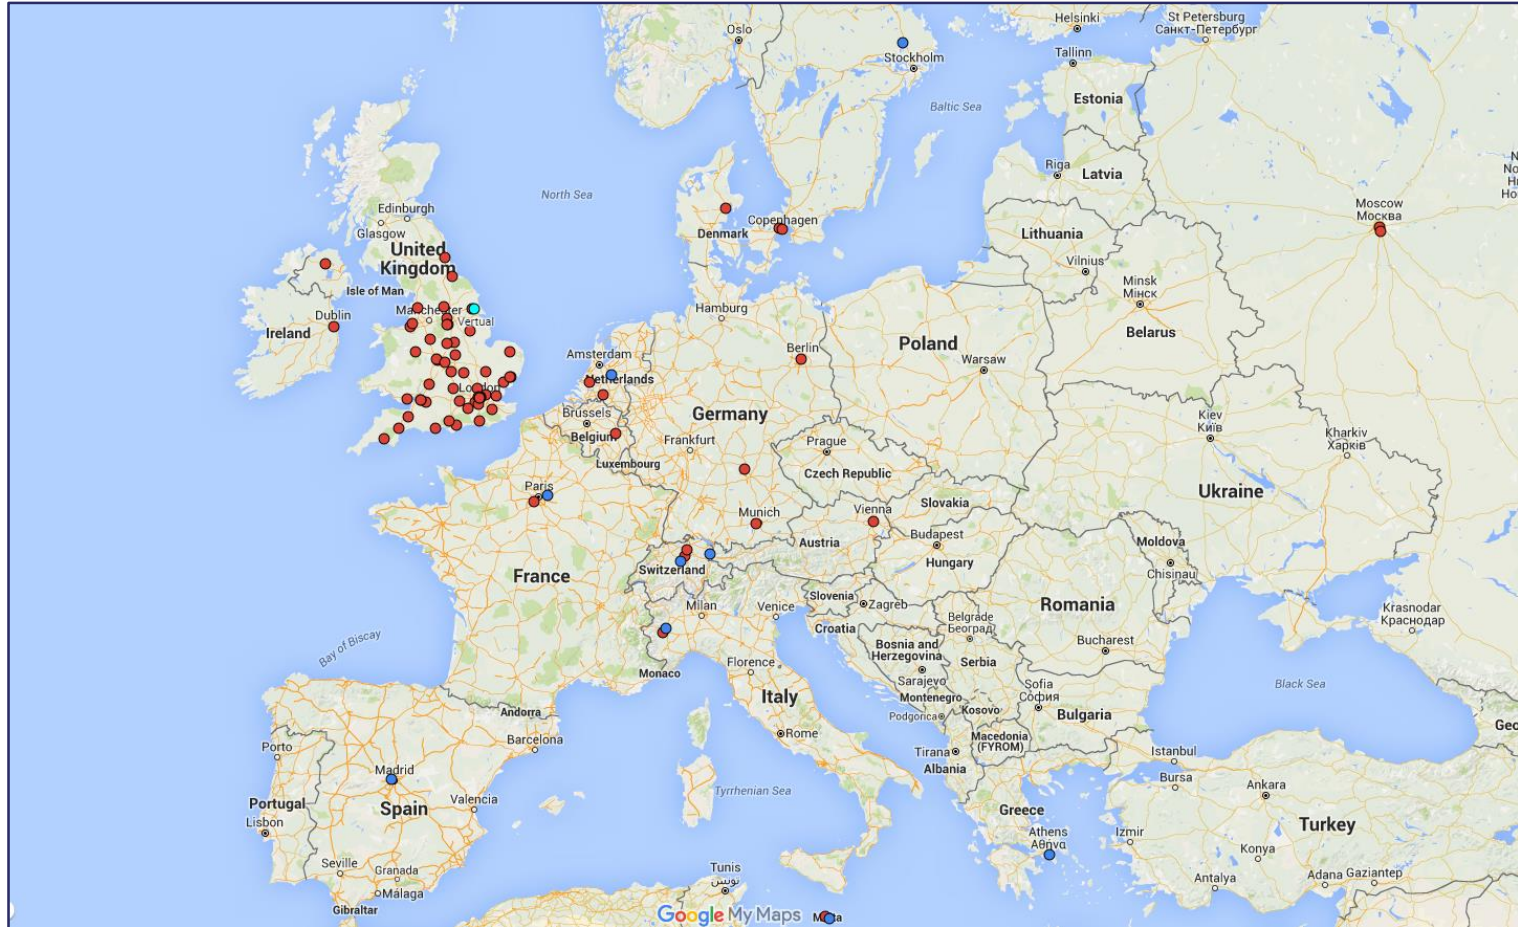 Oslo
Helsinki
St Petersburg
Санкт-Петербург
Stockholm
Tallinn
Estonia
Baltic Sea
Riga
Latvia
North Sea
Edinburgh
Glasgow
United
Kingdom
Copenhagen
Denmark
Moscow
Москва
Lithuania
Vilnius
Minsk
Мінск
Belarus
Isle of Man
Dublin
Ireland
Manchester
Vertual
Hamburg
Berlin
Poland
Warsaw
Amsterdam
Netherlands
London
Brussels
Belgium
Germany
Frankfurt
Luxembourg
Prague
Czech Republic
Kiev
Київ
Kharkiv
Харків
Ukraine
Paris
Munich
Vienna
Slovakia
Austria
Budapest
Hungary
Moldova
Chisinau
Switzerland
France
Milan
Venice
Slovenia
Zagreb
Croatia
Belgrade
Београд
Romania
Bucharest
Krasnodar
Краснодар
Bay of Biscay
Monaco
Florence
Bosnia and
Herzegovina
Sarajevo
Serbia
Montenegro
Kosovo
Podgorica
Sofia
София
Bulgaria
Black Sea
Geo
Italy
Rome
Andorra
Barcelona
Macedonia
(FYROM)
Tirana
Albania
Istanbul
Bursa
Ankara
Porto
Madrid
Spain
Portugal
Lisbon
Valencia
Tyrrhenian Sea
Greece
Athens
Αθήνα
Izmir
Turkey
Konya
Seville
Granada
Málaga
Gibraltar
Tunis
تونس
Antalya
Adana
Gaziantep
Google My Maps
Malta